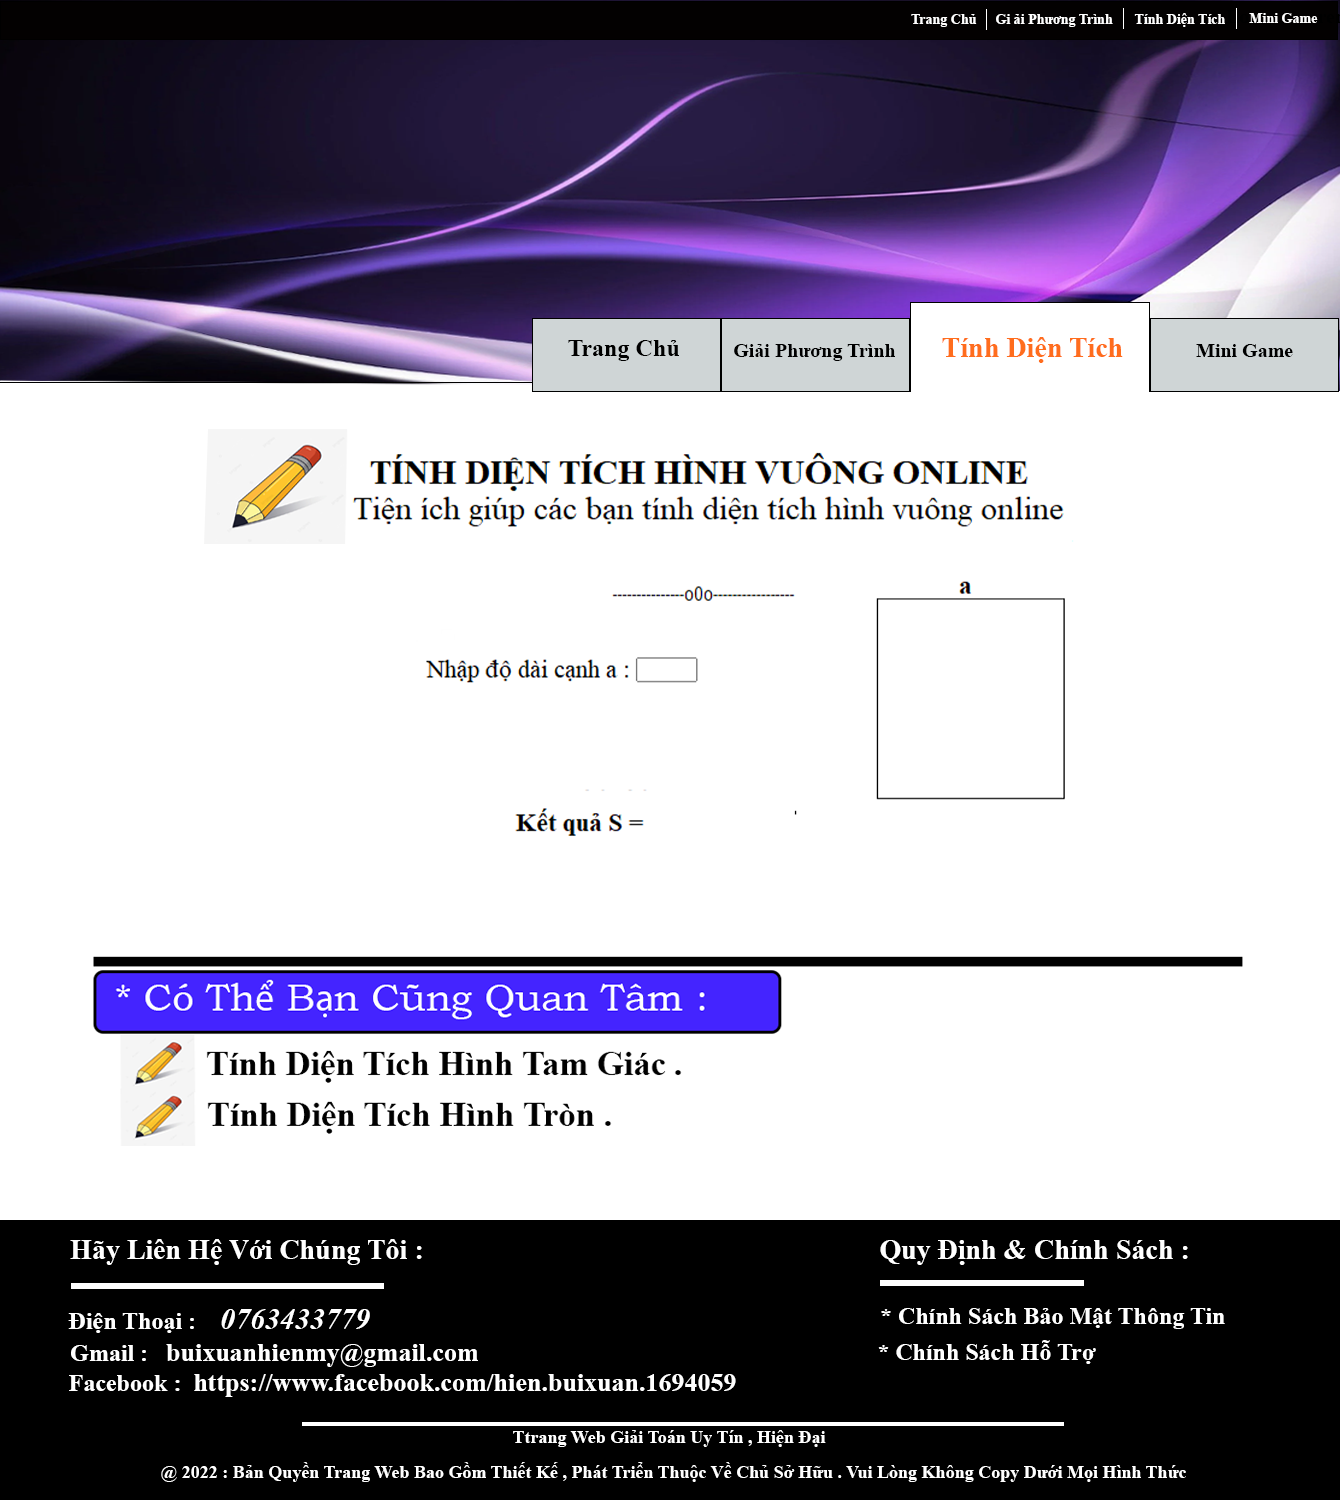 Trang Chủ Gi ải Phương Trình Tính Diện Tích Mini Game
Trang Chủ Giải Phương Trình Tính Diện Tích Mini Game
TÍNH DIỆN TÍCH HÌNH VUÔNG ONLINE
Tiện ích giúp các bạn tính diện tích hình vuông online
a
---------------o0o-----------------
Nhập độ dài cạnh a :
Kết quả S =
* Có Thể Bạn Cũng Quan Tâm :
Tính Diện Tích Hình Tam Giác .
Tính Diện Tích Hình Tròn .
Hãy Liên Hệ Với Chúng Tôi :
Điện Thoại : 0763433779
Gmail : buixuanhienmy@gmail.com
Facebook : https://www.facebook.com/hien.buixuan.1694059
Quy Định & Chính Sách :
* Chính Sách Bảo Mật Thông Tin
* Chính Sách Hỗ Trợ
Ttrang Web Giải Toán Uy Tín , Hiện Đại
@ 2022 : Bản Quyền Trang Web Bao Gồm Thiết Kế , Phát Triển Thuộc Về Chủ Sở Hữu . Vui Lòng Không Copy Dưới Mọi Hình Thức